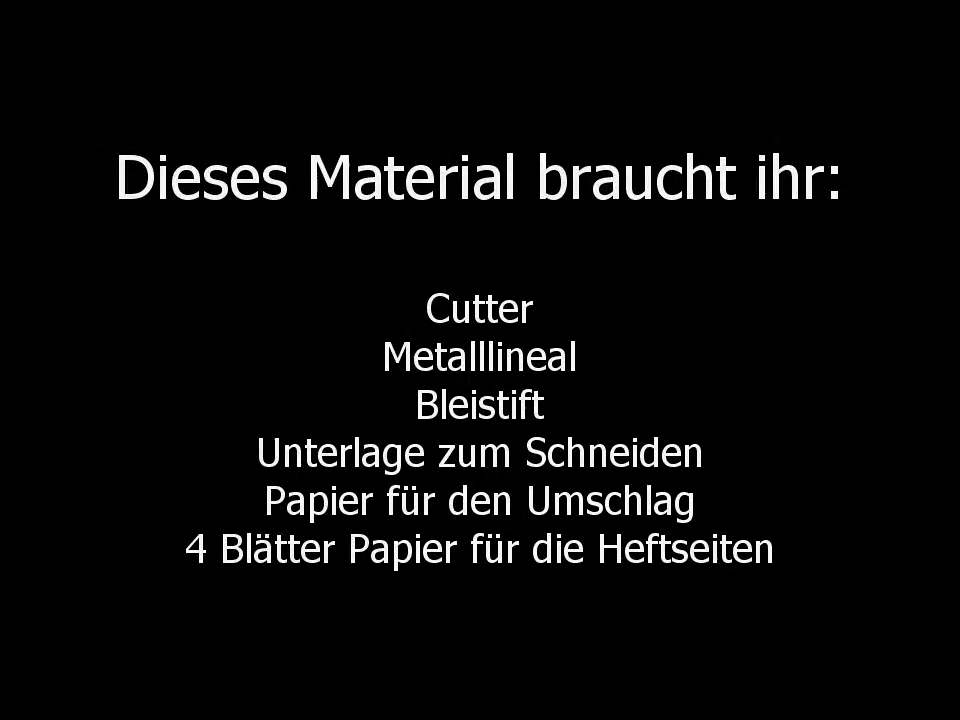 Dieses Material braucht ihr:
Cutter
Metalllineal
Bleistift
Unterlage zum Schneiden
Papier für den Umschlag
4 Blätter Papier für die Heftseiten